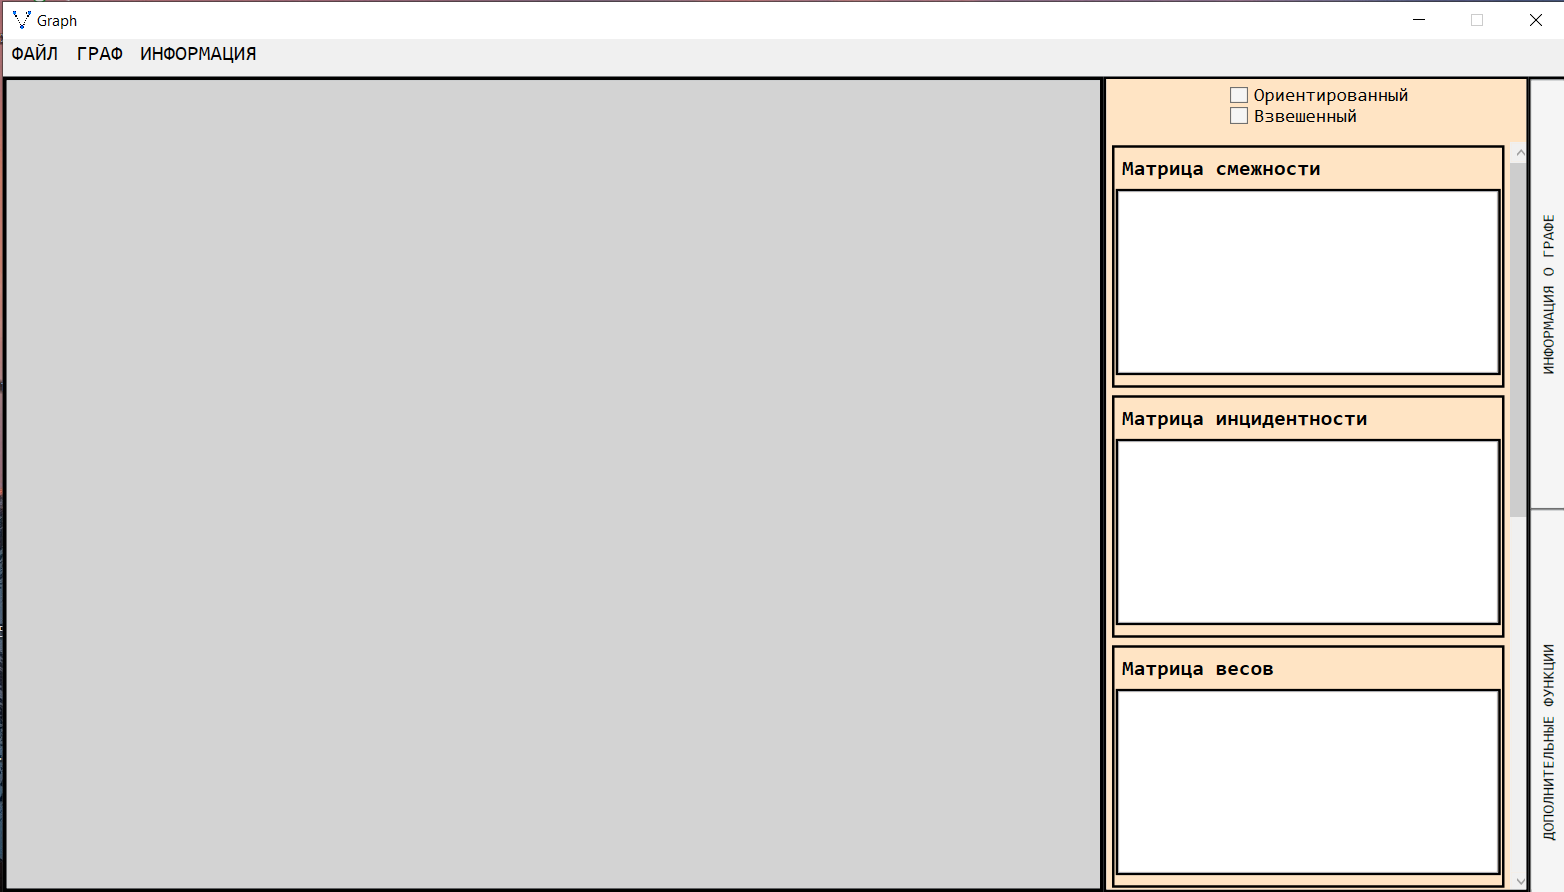 Graph
ФАЙЛ ГРАФ ИНФОРМАЦИЯ
Ориентированный
Взвешенный
Матрица смежности
Матрица инцидентности
Матрица весов
ИНФОРМАЦИЯ О ГРАФЕ
ДОПОЛНИТЕЛЬНЫЕ ФУНКЦИИ